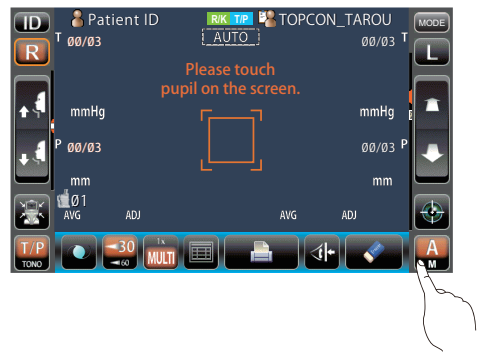 ID Patient ID R/K T/P TOPCON_TAROU MODE
R T 00/03 AUTO 00/03 T L
Please touch
pupil on the screen.
mmHg mmHg
P 00/03 00/03 P
mm mm
01
AVG ADJ AVG ADJ
T/P TONO 30 60 1x MULTI A M